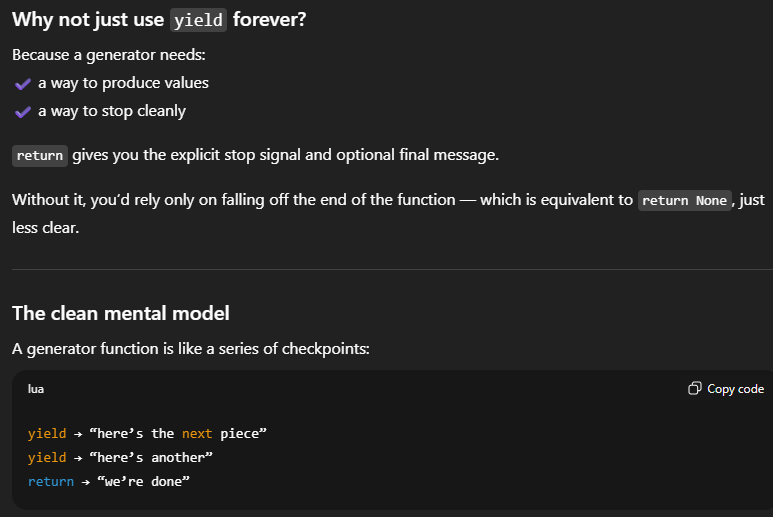 Why not just use yield forever?
Because a generator needs:
✔ a way to produce values
✔ a way to stop cleanly
return gives you the explicit stop signal and optional final message.
Without it, you’d rely only on falling off the end of the function — which is equivalent to return None, just
less clear.
The clean mental model
A generator function is like a series of checkpoints:
lua
Copy code
yield → “here’s the next piece”
yield → “here’s another”
return → “we’re done”